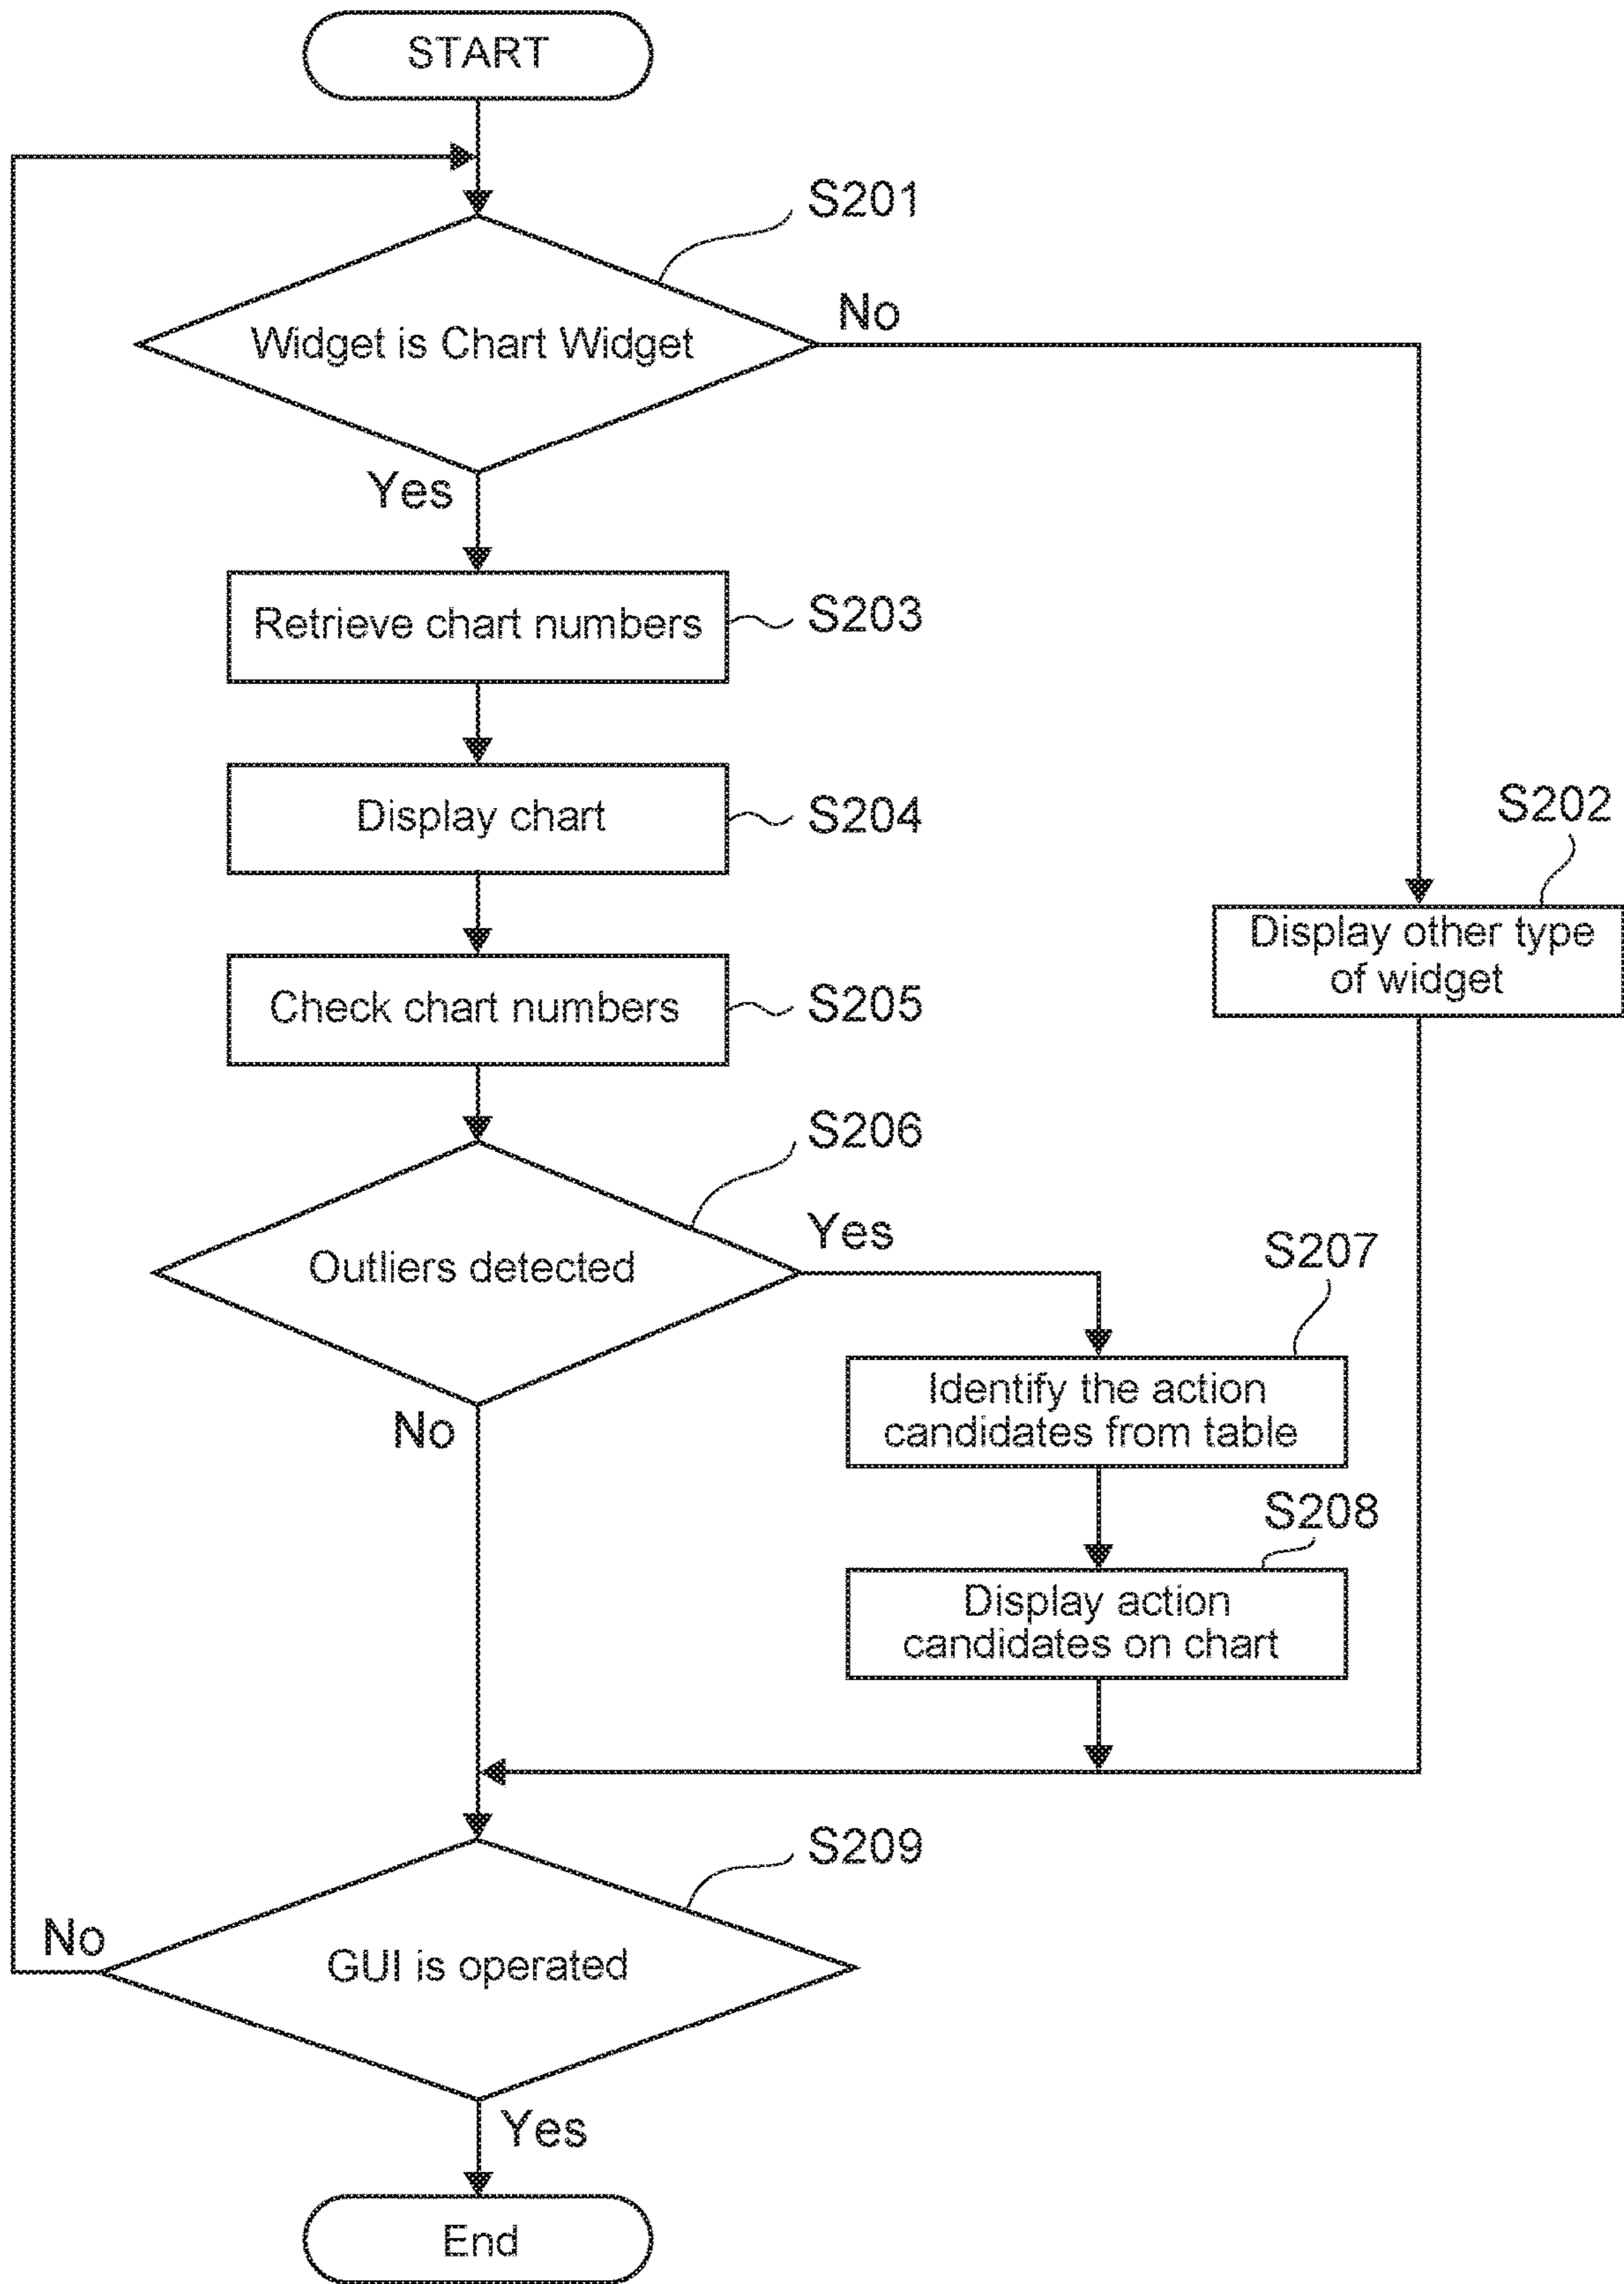 START
S201
Widget is Chart Widget
No
Yes
Retrieve chart numbers
S203
Display chart
S204
S202
Display other type
of widget
Check chart numbers
S205
S206
Outliers detected
Yes
No
S207
Identify the action
candidates from table
S208
Display action
candidates on chart
S209
No
GUI is operated
Yes
End